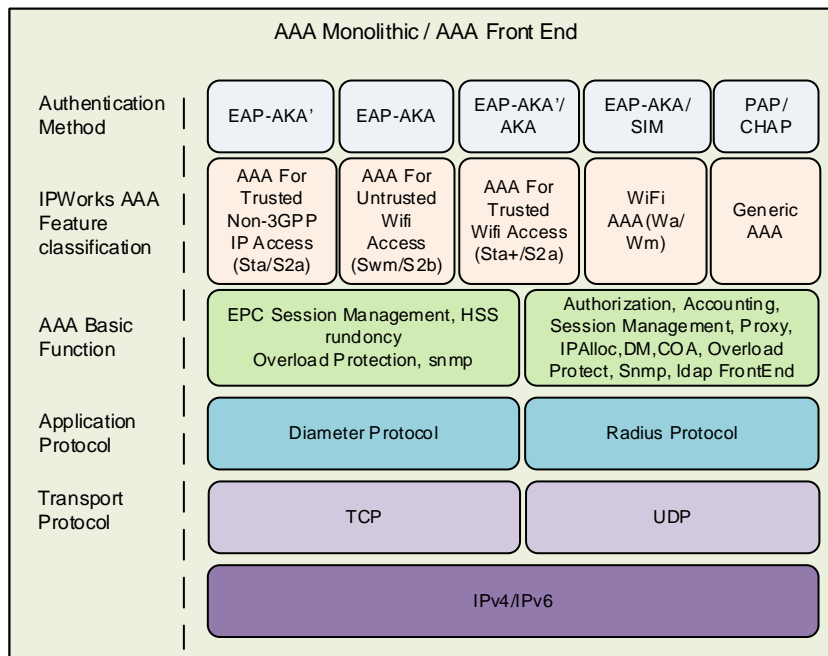 AAA Monolithic / AAA Front End
Authentication
Method
EAP-AKA’
EAP-AKA
EAP-AKA’/
AKA
EAP-AKA/
SIM
PAP/
CHAP
IPWorks AAA
Feature
classification
AAA For
Trusted
Non-3GPP
IP Access
(Sta/S2a)
AAA For
Untrusted
Wifi
Access
(Swm/S2b)
AAA For
Trusted
Wifi Access
(Sta+/S2a)
WiFi
AAA(Wa/
Wm)
Generic
AAA
AAA Basic
Function
EPC Session Management, HSS
rundoncy
Overload Protection, snmp
Authorization, Accounting,
Session Management, Proxy,
IPAlloc,DM,COA, Overload
Protect, Snmp, ldap FrontEnd
Application
Protocol
Diameter Protocol
Radius Protocol
Transport
Protocol
TCP
UDP
IPv4/IPv6